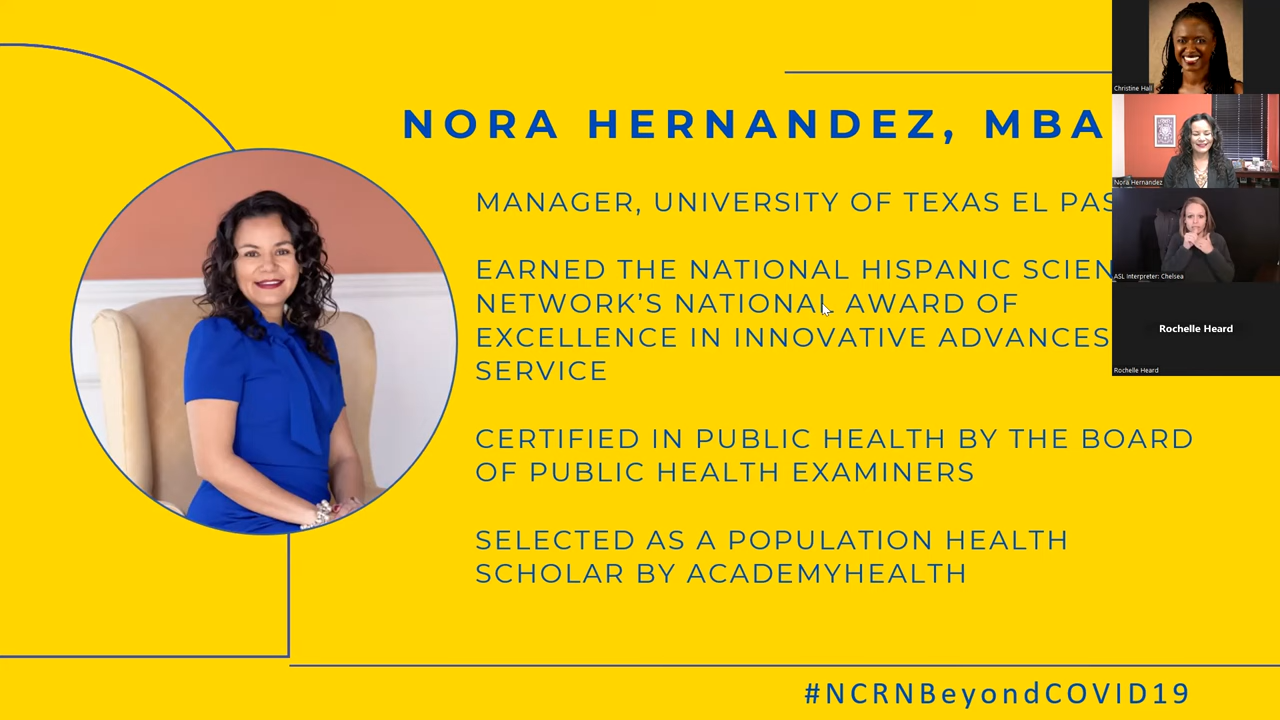 NORA HERNANDEZ, MBA
MANAGER, UNIVERSITY OF TEXAS EL PAS
EARNED THE NATIONAL HISPANIC SCIEN
NETWORK'S NATIONAL AWARD OF
EXCELLENCE IN INNOVATIVE ADVANCES
SERVICE
CERTIFIED IN PUBLIC HEALTH BY THE BOARD
OF PUBLIC HEALTH EXAMINERS
SELECTED AS A POPULATION HEALTH
SCHOLAR BY ACADEMYHEALTH
#NCRNBeyondCOVID19
Christine Hall
Nora Hernandez
ASL Interpreter: Chelsea
Rochelle Heard
Rochelle Heard